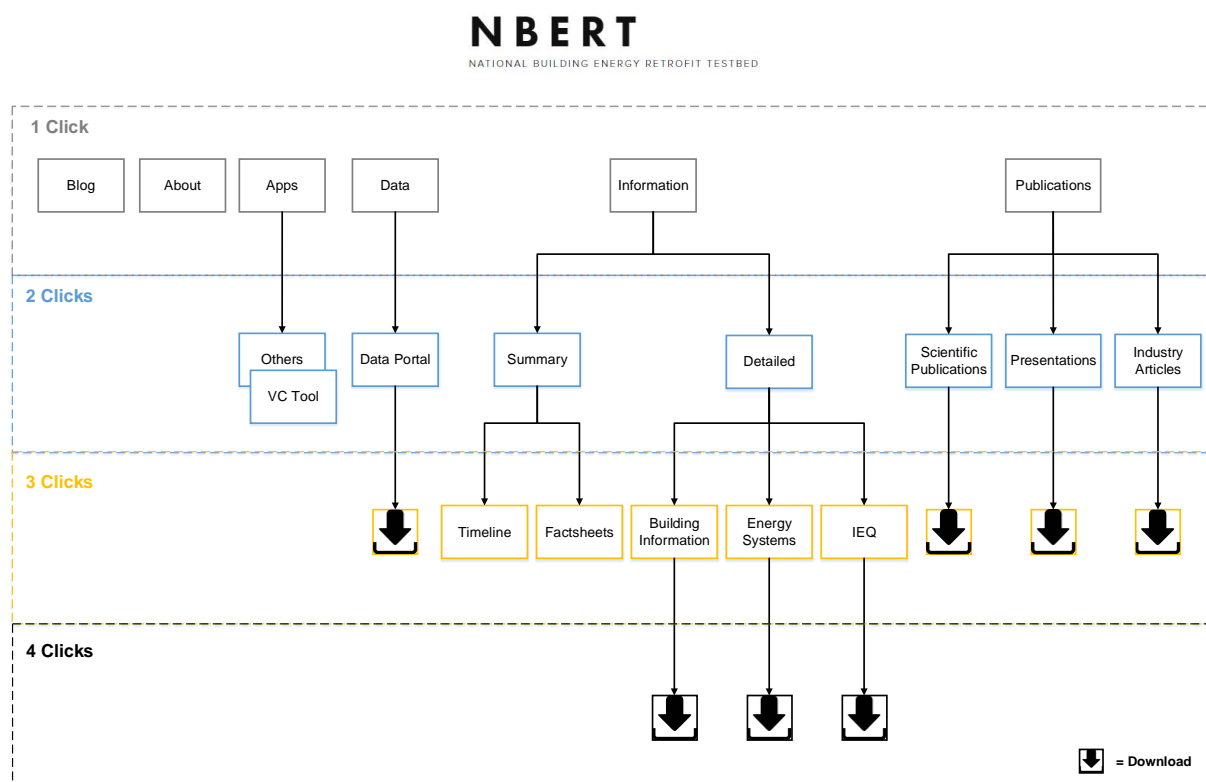 NBERT
NATIONAL BUILDING ENERGY RETROFIT TESTBED
1 Click
Blog
About
Apps
Data
Information
Publications
2 Clicks
Others
VC Tool
Data Portal
Summary
Detailed
Scientific
Publications
Presentations
Industry
Articles
3 Clicks
Timeline
Factsheets
Building
Information
Energy
Systems
IEQ
4 Clicks
= Download